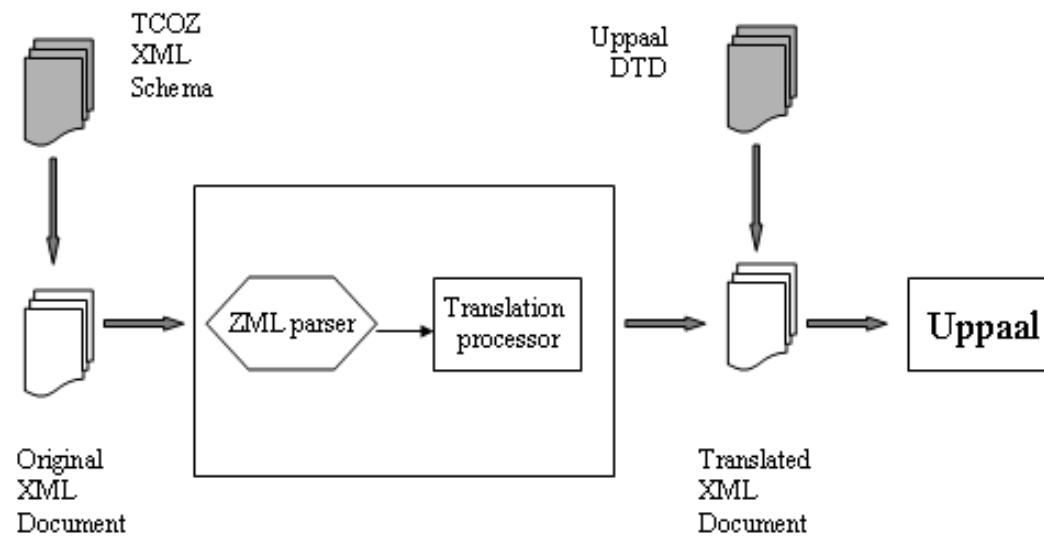 TCOZ
XML
Schema
Uppaal
DTD
ZML parser
Translation
processor
Uppaal
Original
XML
Document
Translated
XML
Document